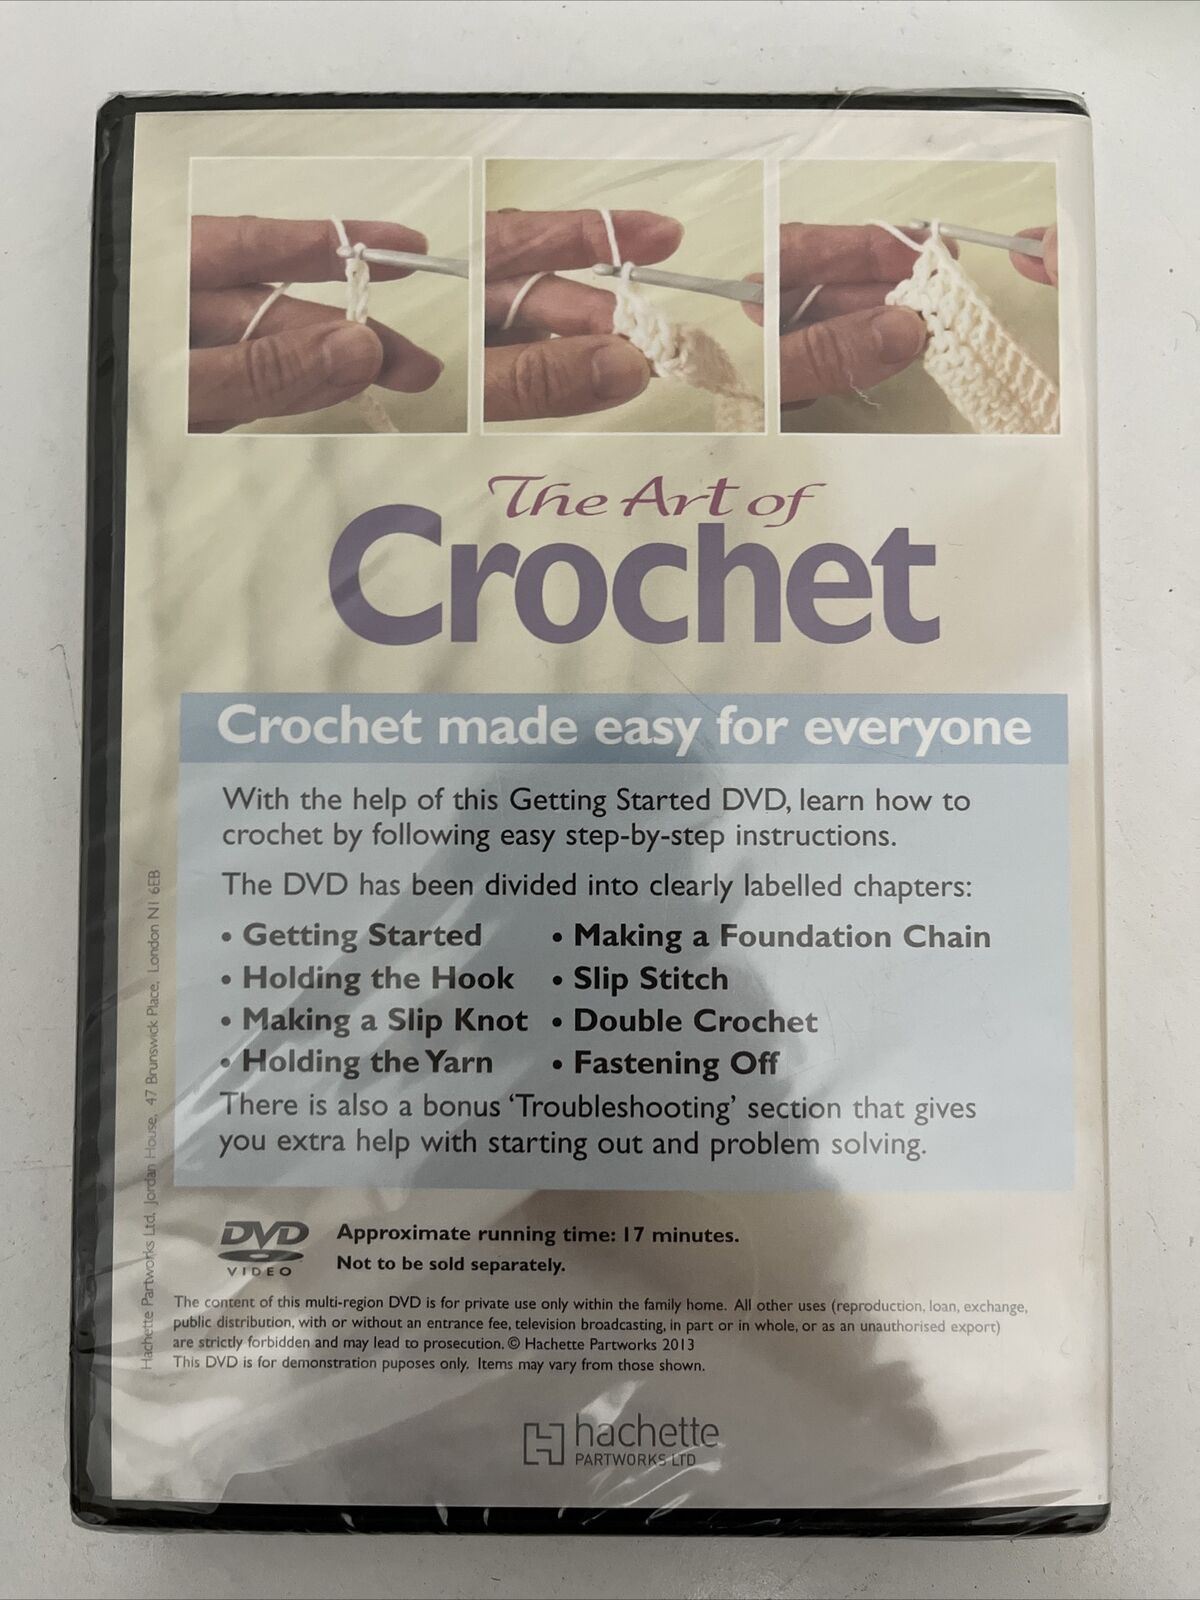 The Art of
Crochet
Crochet made easy for everyone
With the help of this Getting Started DVD, learn how to
crochet by following easy step-by-step instructions.
The DVD has been divided into clearly labelled chapters:
• Getting Started
• Holding the Hook
• Making a Slip Knot
• Holding the Yarn
• Making a Foundation Chain
• Slip Stitch
• Double Crochet
• Fastening Off
There is also a bonus ‘Troubleshooting’ section that gives
you extra help with starting out and problem solving.
DVD
VIDEO
Approximate running time: 17 minutes.
Not to be sold separately.
The content of this multi-region DVD is for private use only within the family home. All other uses (reproduction, loan, exchange,
public distribution, with or without an entrance fee, television broadcasting, in part or in whole, or as an unauthorised export)
are strictly forbidden and may lead to prosecution. © Hachette Partworks 2013
This DVD is for demonstration puposes only. Items may vary from those shown.
hachette
PARTWORKS LTD
Hachette Partworks Ltd, Jordan House, 47 Brunswick Place, London N1 6EB